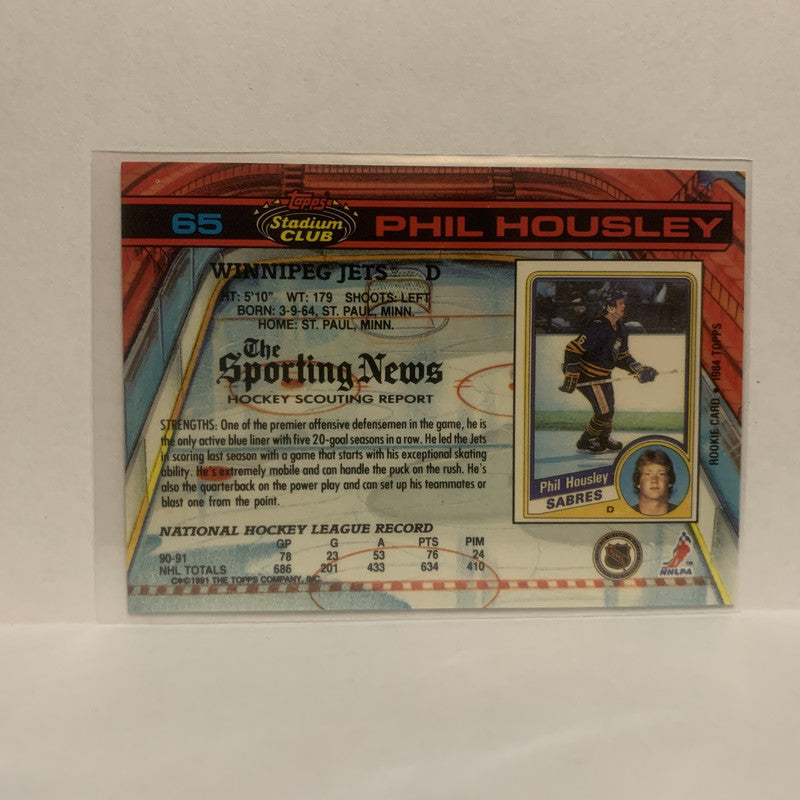 65
Topps
Stadium
CLUB
PHIL HOUSLEY
WINNIPEG JETS D
HT: 5'10" WT: 179 SHOOTS: LEFT
BORN: 3-9-64, ST. PAUL, MINN.
HOME: ST. PAUL, MINN.
The
Sporting News
HOCKEY SCOUTING REPORT
STRENGTHS: One of the premier offensive defensemen in the game, he is
the only active blue liner with five 20-goal seasons in a row. He led the Jets
in scoring last season with a game that starts with his exceptional skating
ability. He's extremely mobile and can handle the puck on the rush. He's
also the quarterback on the power play and can set up his teammates or
blast one from the point.
NATIONAL HOCKEY LEAGUE RECORD
GP G A PTS PIM
90-91 78 23 53 76 24
NHL TOTALS 686 201 433 634 410
C*©1991 THE TOPPS COMPANY, INC.
Phil Housley
SABRES
D
ROOKIE CARD ★ 1984 TOPPS
NHL
NHLPA
TM